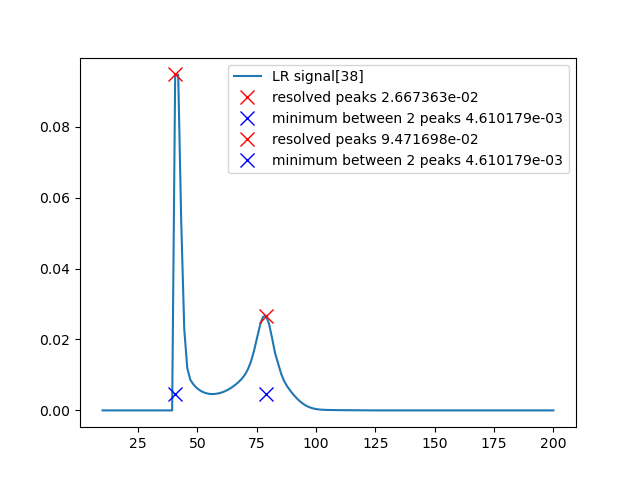 LR signal[38]
resolved peaks 2.667363e-02
minimum between 2 peaks 4.610179e-03
resolved peaks 9.471698e-02
minimum between 2 peaks 4.610179e-03
0.08
0.06
0.04
0.02
0.00
25 50 75 100 125 150 175 200